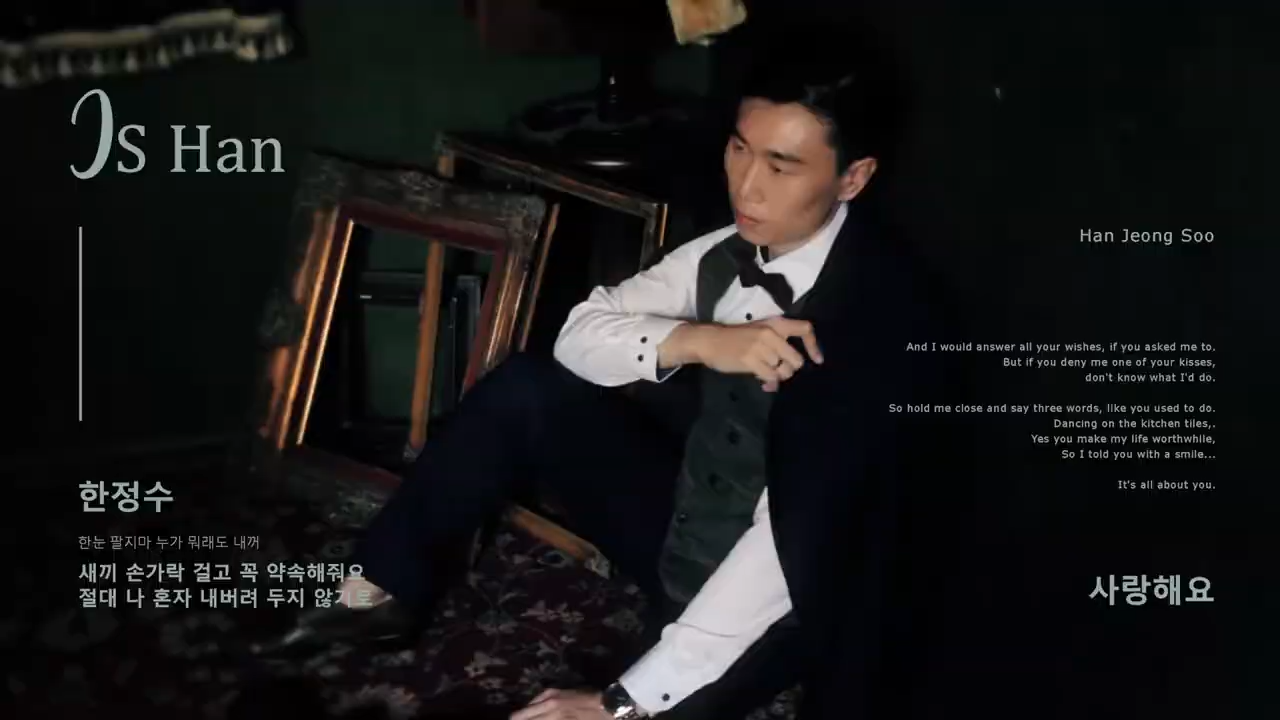 Js Han
한정수
한눈 팔지마 누가 뭐래도 내꺼
새끼 손가락 걸고 꼭 약속해줘요
절대 나 혼자 내버려 두지 않기로
Han Jeong Soo
And I would answer all your wishes, if you asked me to.
But if you deny me one of your kisses,
don't know what I'd do.
So hold me close and say three words, like you used to do.
Dancing on the kitchen tiles,.
Yes you make my life worthwhile,
So I told you with a smile...
It's all about you.
사랑해요